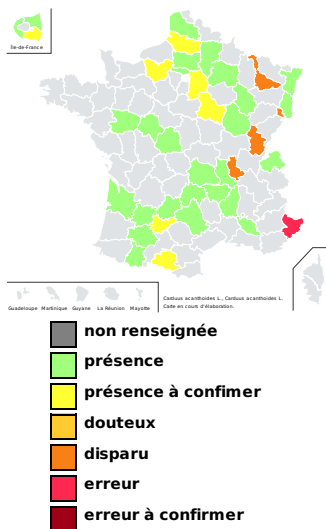 Île-de-France
Guadeloupe Martinique Guyane La Réunion Mayotte
Carduus acanthoides L., Carduus acanthoides L.
Carte en cours d'élaboration.
non renseignée
présence
présence à confimer
douteux
disparu
erreur
erreur à confirmer